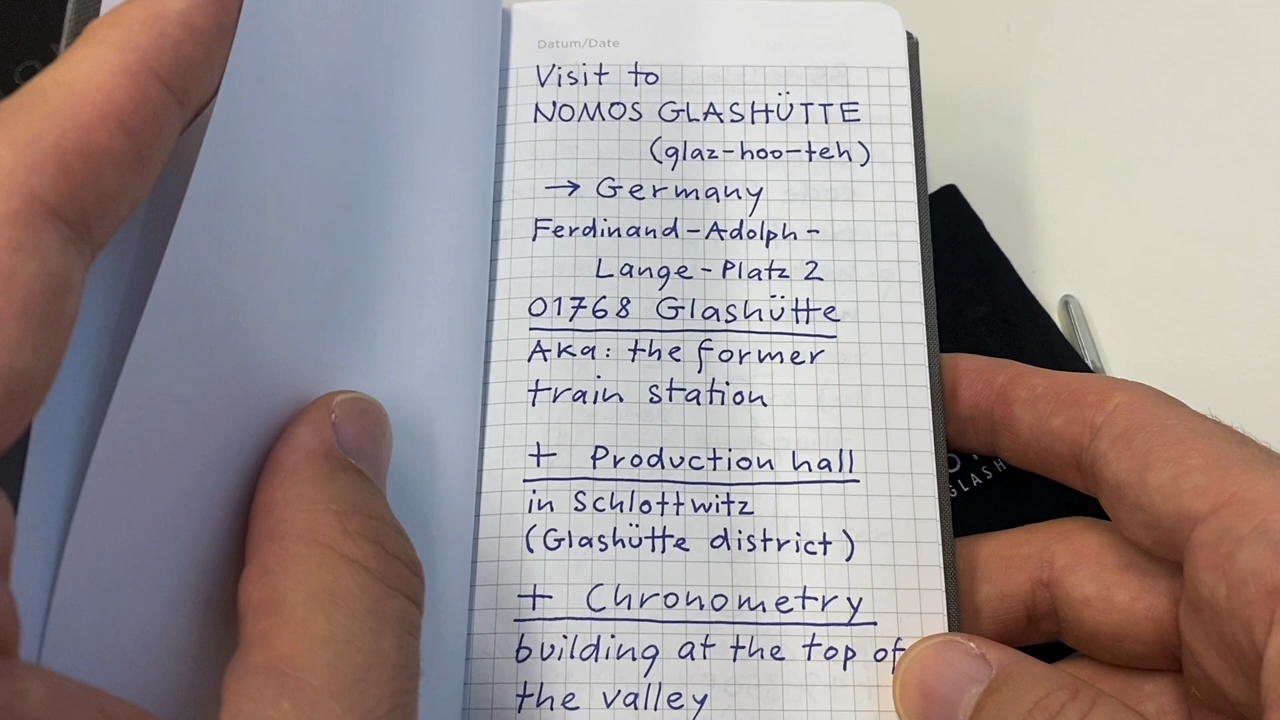 Datum/Date
Visit to
NOMOS GLASHÜTTE
(glaz-hoo-teh)
→ Germany
Ferdinand-Adolph-
Lange-Platz 2
01768 Glashütte
Aka: the former
train station
+ Production hall
in Schlottwitz
(Glashütte district)
+ Chronometry
building at the top of
the valley
GLASH